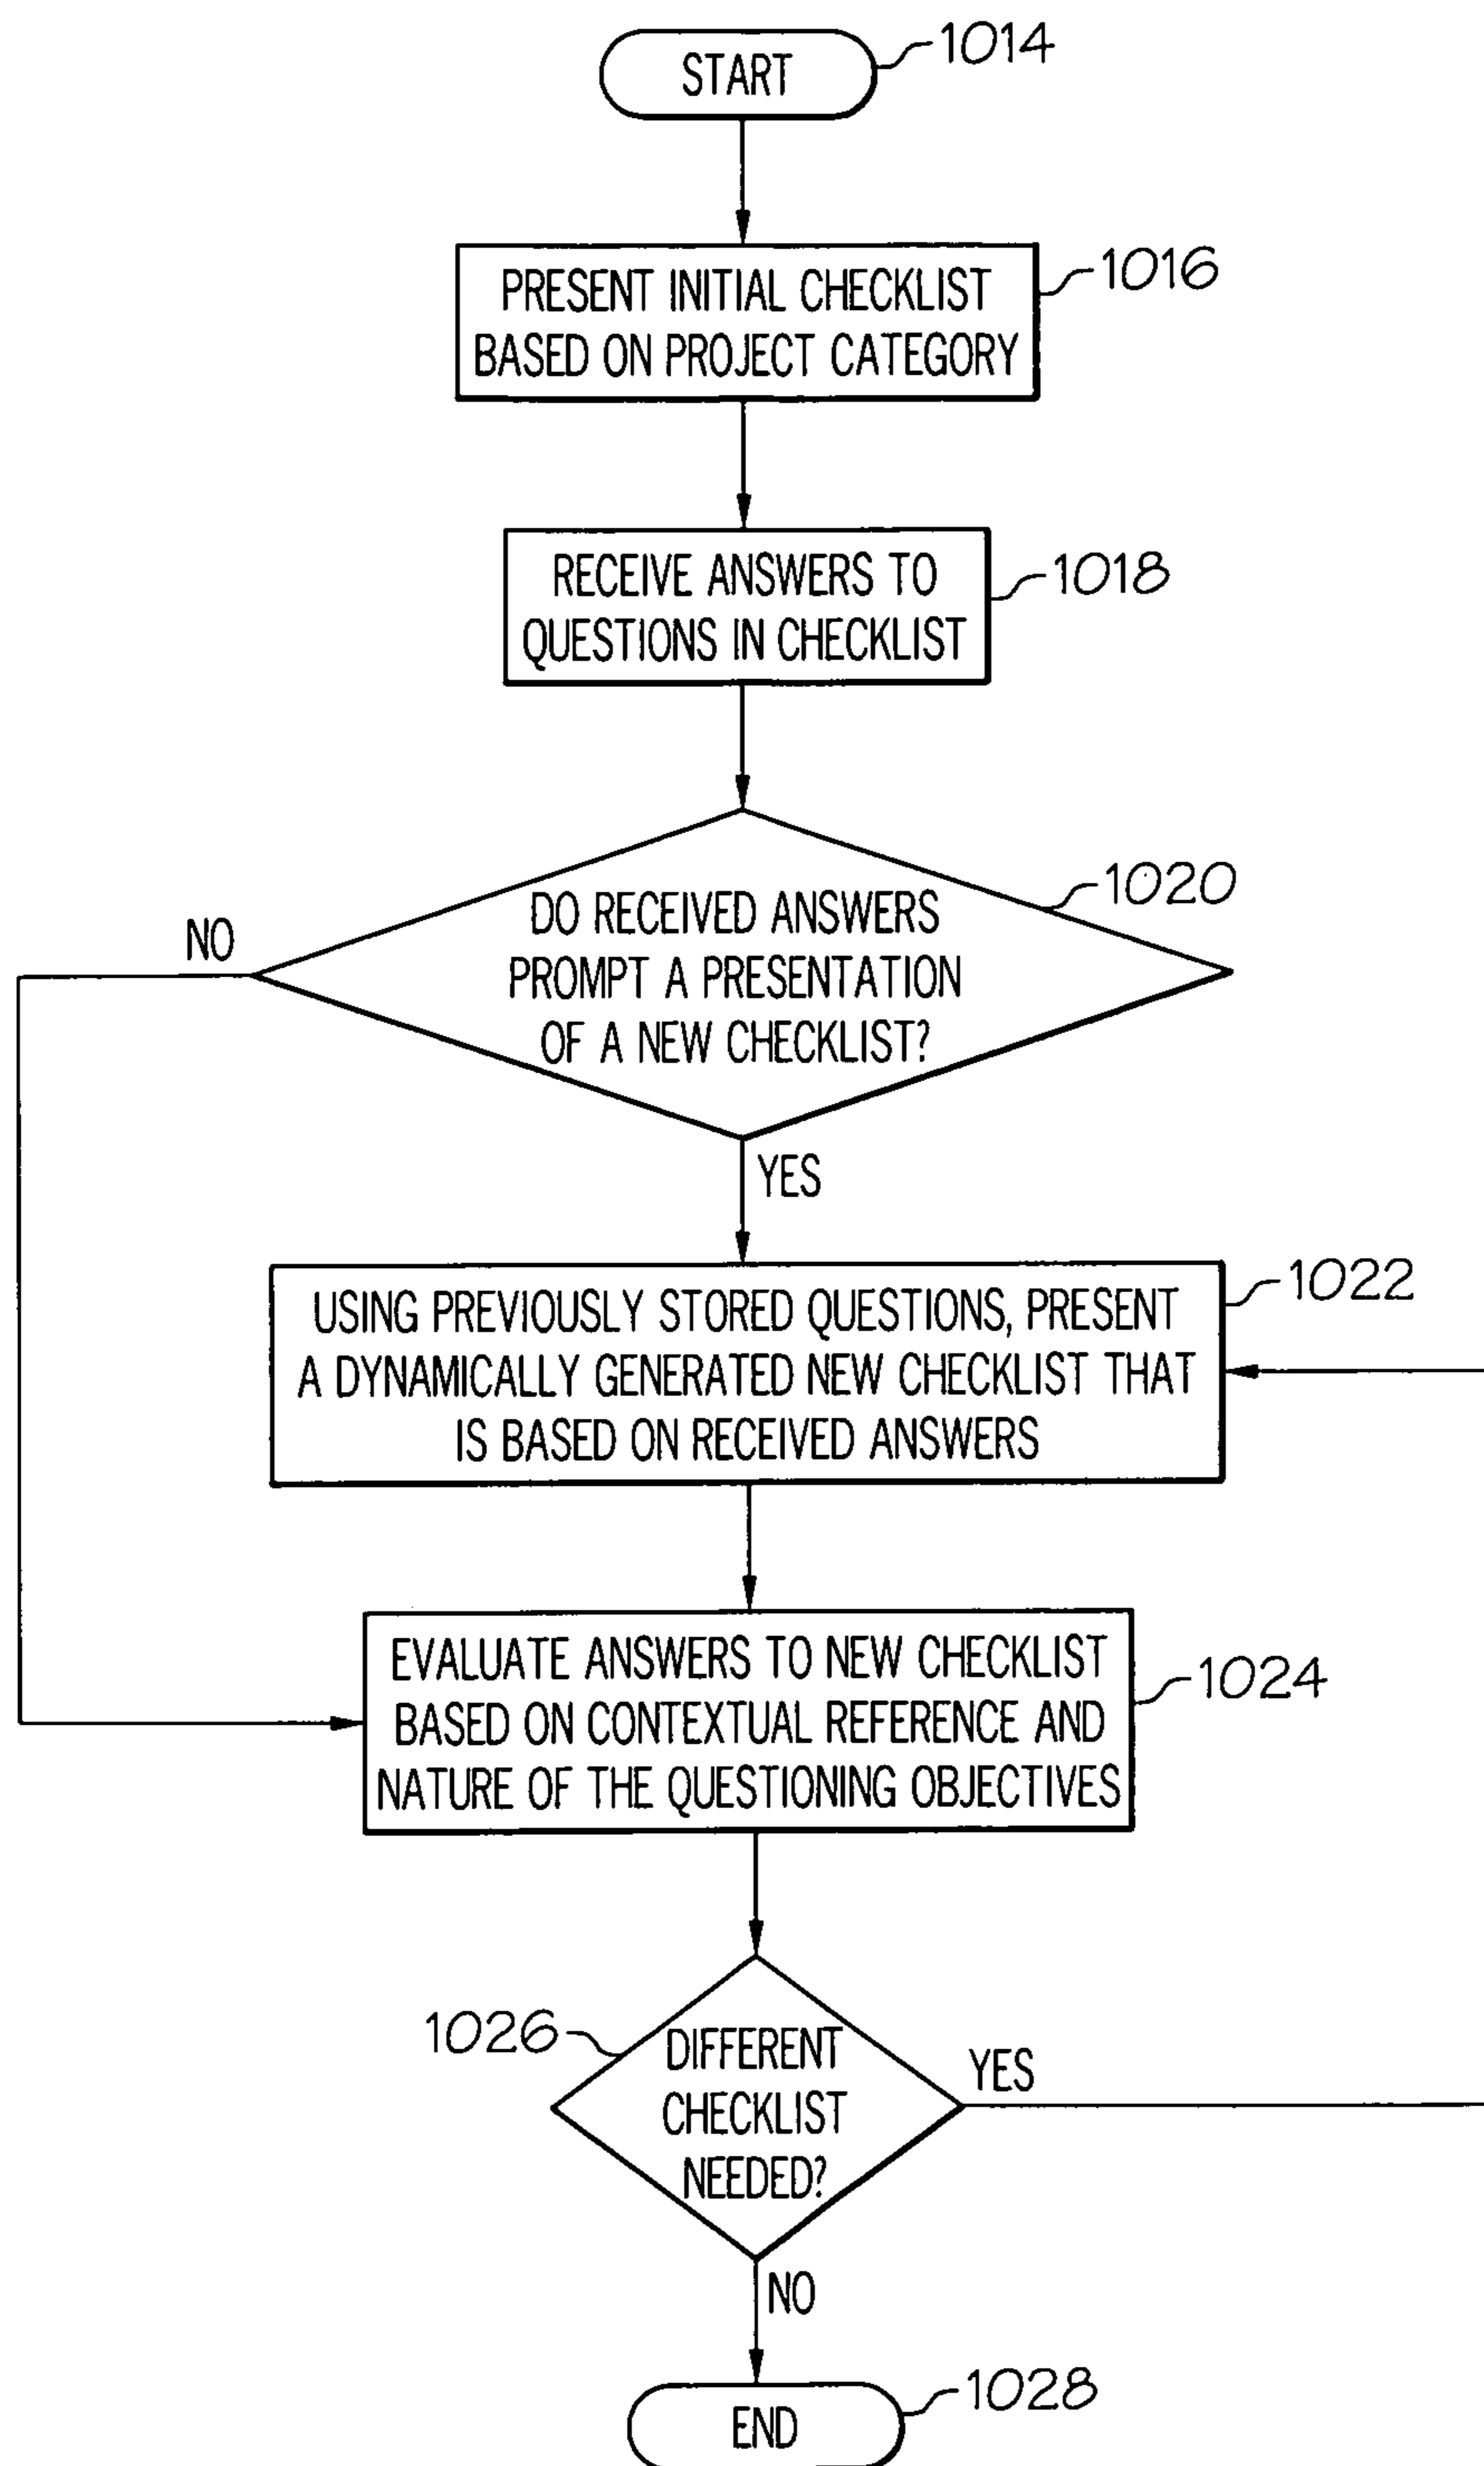 START
1014
PRESENT INITIAL CHECKLIST
BASED ON PROJECT CATEGORY
1016
RECEIVE ANSWERS TO
QUESTIONS IN CHECKLIST
1018
DO RECEIVED ANSWERS
PROMPT A PRESENTATION
OF A NEW CHECKLIST?
1020
NO
YES
USING PREVIOUSLY STORED QUESTIONS, PRESENT
A DYNAMICALLY GENERATED NEW CHECKLIST THAT
IS BASED ON RECEIVED ANSWERS
1022
EVALUATE ANSWERS TO NEW CHECKLIST
BASED ON CONTEXTUAL REFERENCE AND
NATURE OF THE QUESTIONING OBJECTIVES
1024
1026
DIFFERENT
CHECKLIST
NEEDED?
YES
NO
END
1028